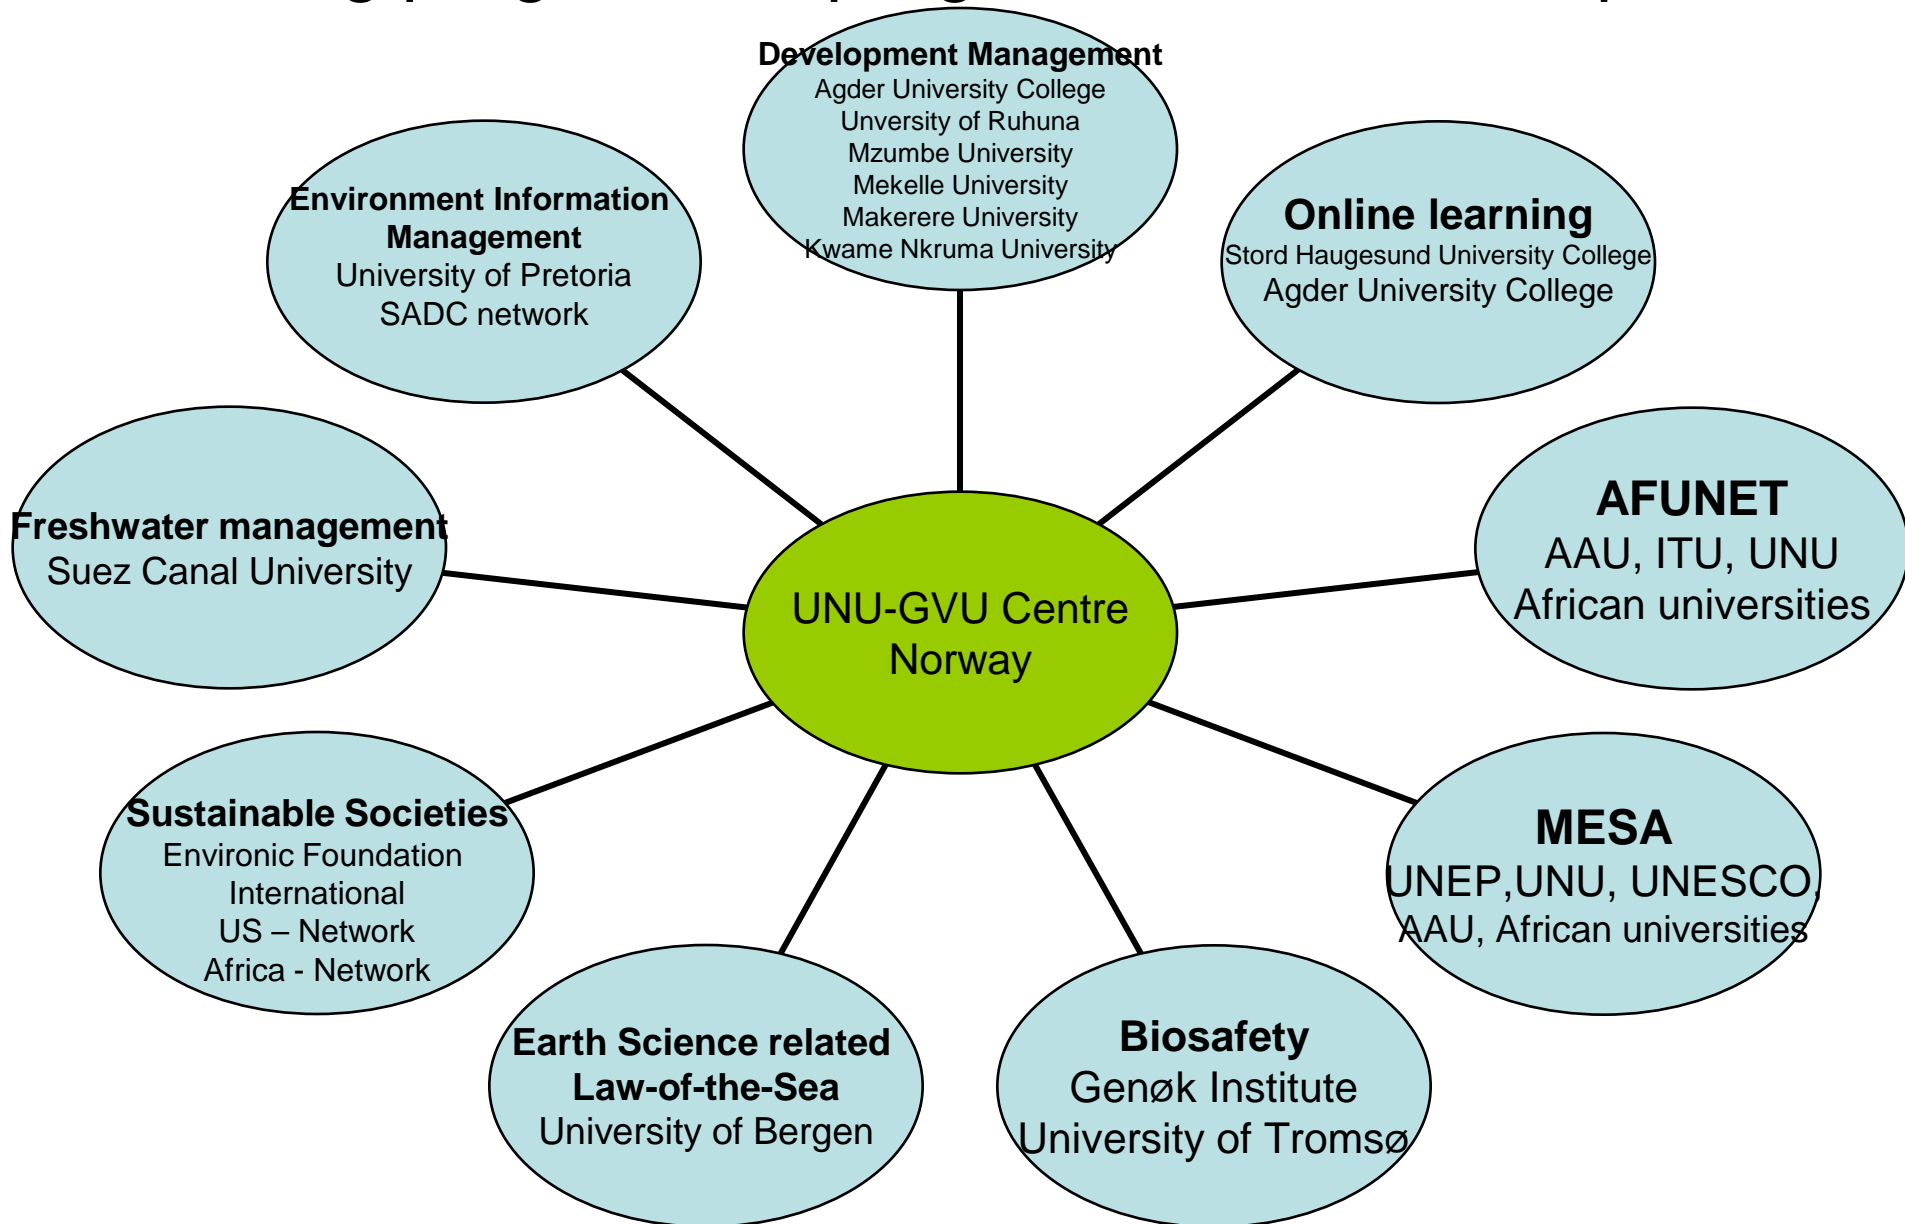 Development Management
Agder University College
Unversity of Ruhuna
Mzumbe University
Mekelle University
Makerere University
Kwame Nkruma University
Environment Information
Management
University of Pretoria
SADC network
Online learning
Stord Haugesund University College
Agder University College
Freshwater management
Suez Canal University
AFUNET
AAU, ITU, UNU
African universities
UNU-GVU Centre
Norway
Sustainable Societies
Environic Foundation
International
US – Network
Africa - Network
MESA
UNEP,UNU, UNESCO,
AAU, African universities
Earth Science related
Law-of-the-Sea
University of Bergen
Biosafety
Genøk Institute
University of Tromsø